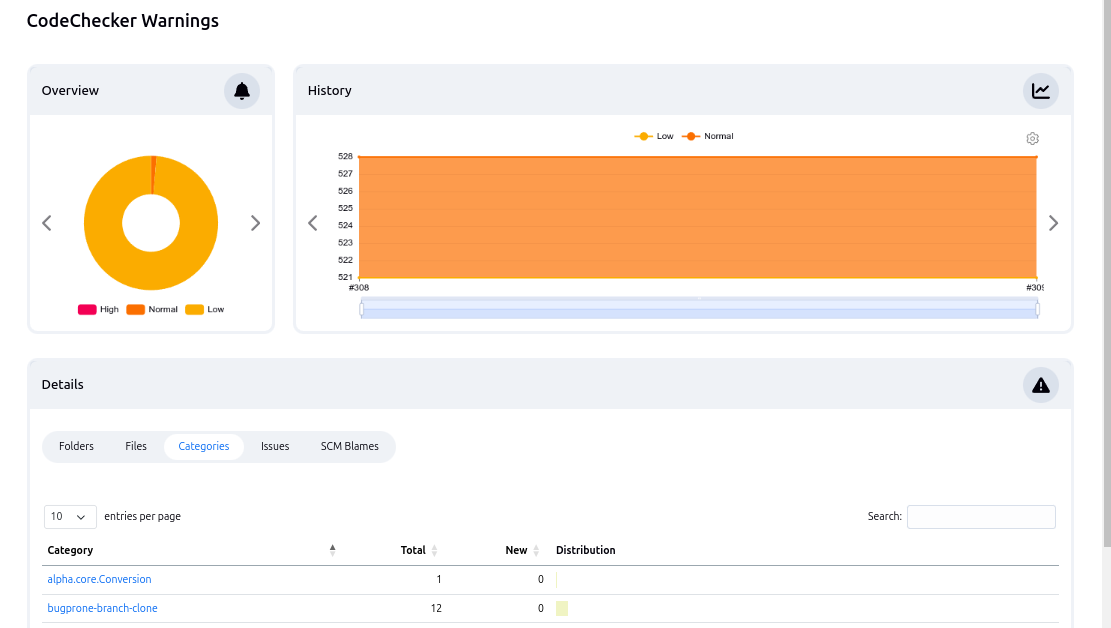 CodeChecker Warnings
Overview
High Normal Low
History
Low Normal
528
527
526
525
524
523
522
521
#308 #309
Details
Folders Files Categories Issues SCM Blames
10 entries per page Search:
Category Total New Distribution
alpha.core.Conversion 1 0
bugprone-branch-clone 12 0